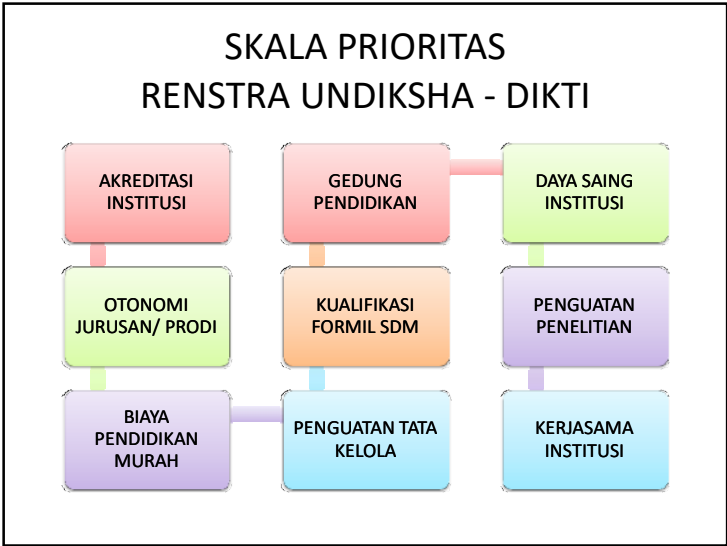 SKALA PRIORITAS
RENSTRA UNDIKSHA - DIKTI
AKREDITASI
INSTITUSI
OTONOMI
JURUSAN/ PRODI
BIAYA
PENDIDIKAN
MURAH
PENGUATAN TATA
KELOLA
KUALIFIKASI
FORMIL SDM
GEDUNG
PENDIDIKAN
DAYA SAING
INSTITUSI
PENGUATAN
PENELITIAN
KERJASAMA
INSTITUSI